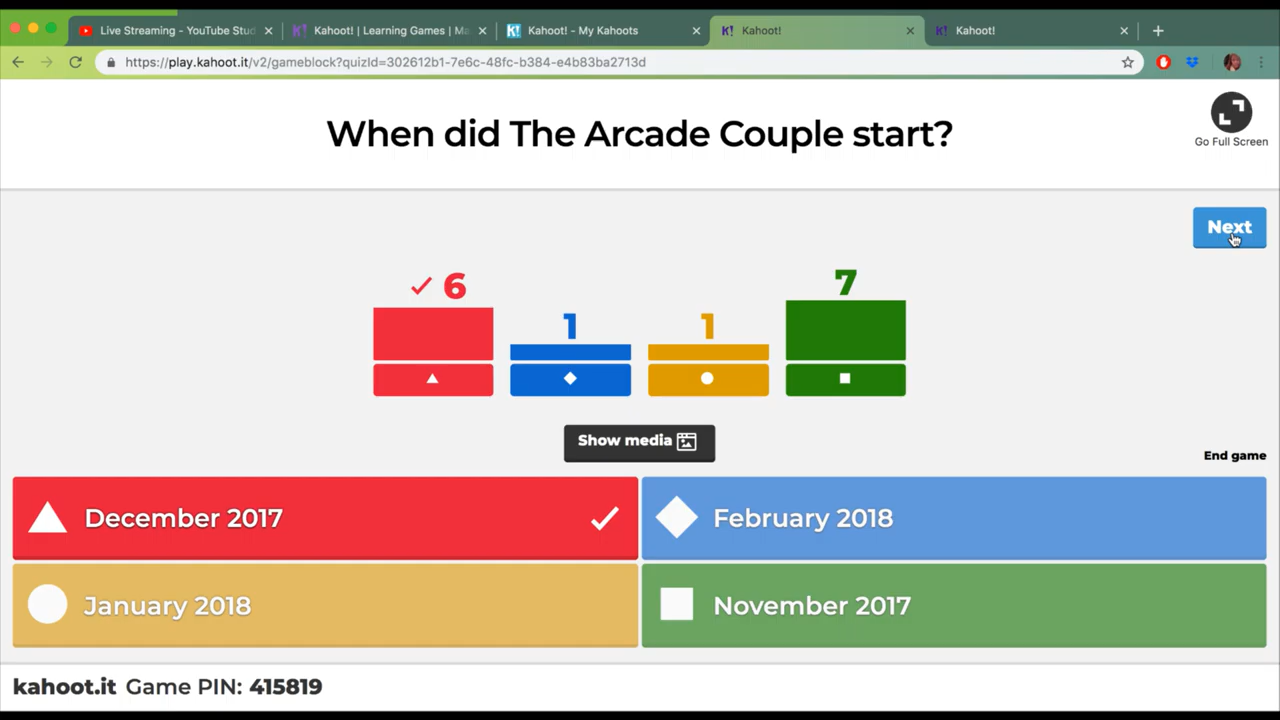 Live Streaming - YouTube Stud
Kahoot! | Learning Games | Ma
Kahoot! - My Kahoots
Kahoot!
Kahoot!
https://play.kahoot.it/v2/gameblock?quizId=302612b1-7e6c-48fc-b384-e4b83ba2713d
When did The Arcade Couple start?
Go Full Screen
Next
6
1
1
7
Show media
End game
December 2017
February 2018
January 2018
November 2017
kahoot.it Game PIN: 415819